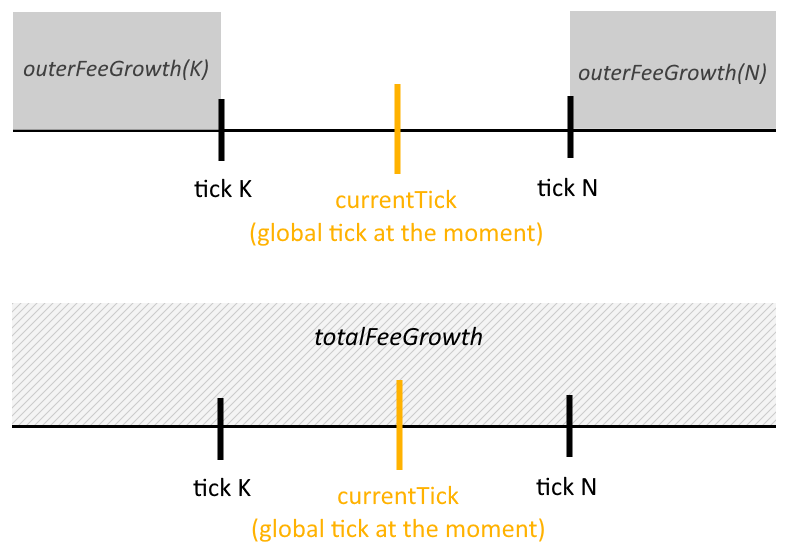 outerFeeGrowth(K)
outerFeeGrowth(N)
tick K
tick N
currentTick
(global tick at the moment)
totalFeeGrowth
tick K
tick N
currentTick
(global tick at the moment)